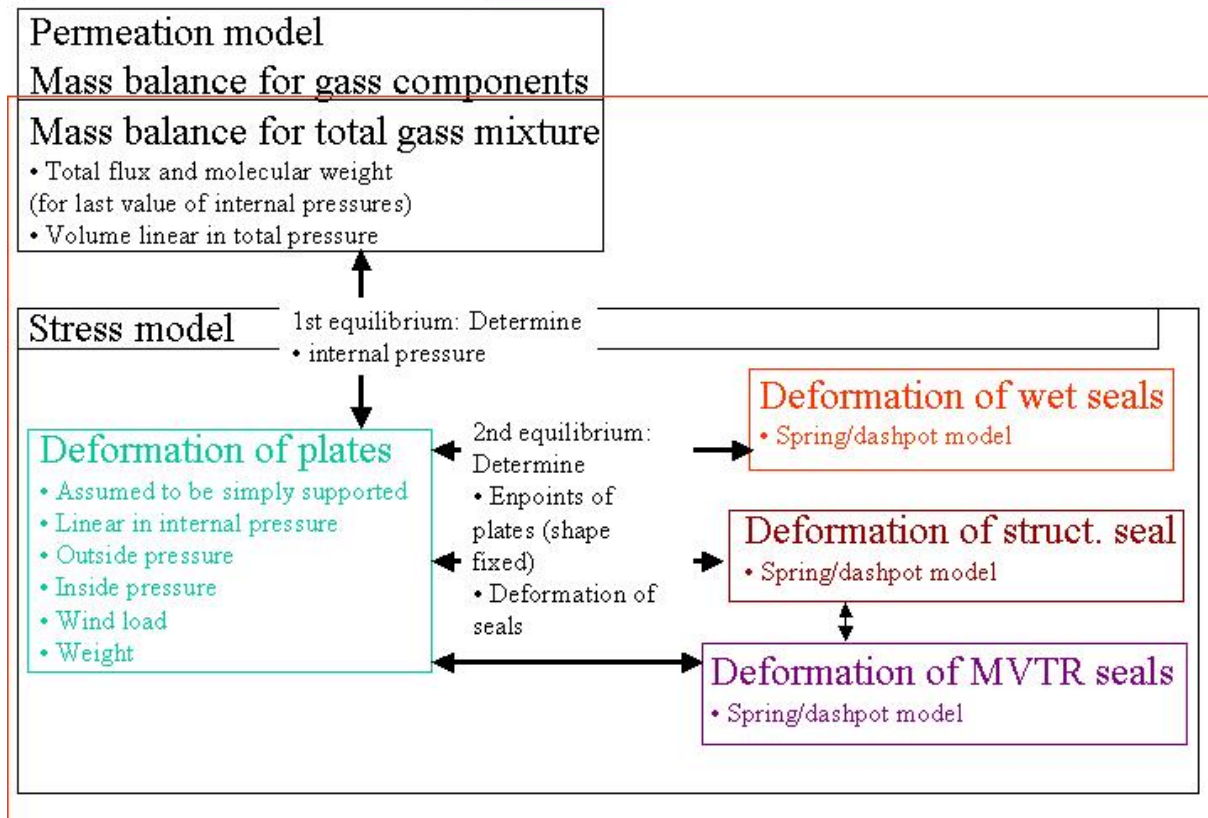 Permeation model
Mass balance for gass components
Mass balance for total gass mixture
• Total flux and molecular weight
(for last value of internal pressures)
• Volume linear in total pressure
Stress model
1st equilibrium: Determine
• internal pressure
Deformation of plates
• Assumed to be simply supported
• Linear in internal pressure
• Outside pressure
• Inside pressure
• Wind load
• Weight
2nd equilibrium:
Determine
• Enpoints of
plates (shape
fixed)
• Deformation of
seals
Deformation of wet seals
• Spring/dashpot model
Deformation of struct. seal
• Spring/dashpot model
Deformation of MVTR seals
• Spring/dashpot model